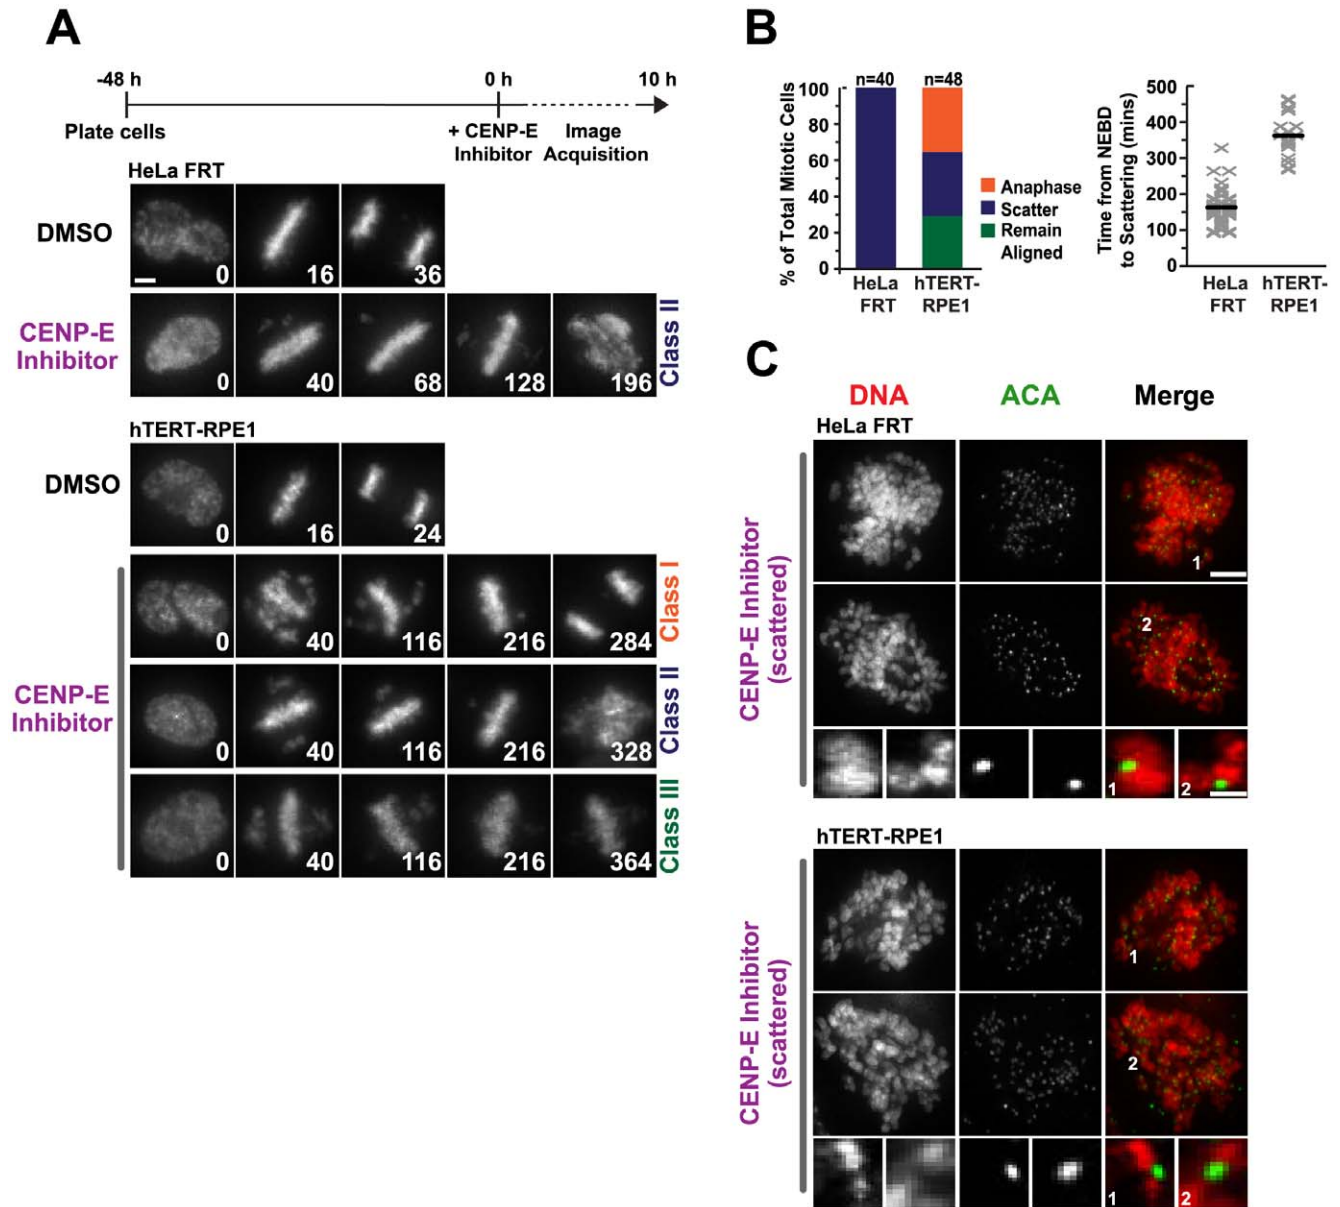 A
-48 h
0 h
10 h
Plate cells
+ CENP-E
Inhibitor
Image
Acquisition
HeLa FRT
DMSO
0
16
36
CENP-E
Inhibitor
0
40
68
128
196
Class II
hTERT-RPE1
DMSO
0
16
24
CENP-E
Inhibitor
0
40
116
216
284
Class I
0
40
116
216
328
Class II
0
40
116
216
364
Class III
B
% of Total Mitotic Cells
100
80
60
40
20
0
n=40
n=48
HeLa
FRT
hTERT-
RPE1
Anaphase
Scatter
Remain
Aligned
Time from NEBD
to Scattering (mins)
500
400
300
200
100
0
HeLa
FRT
hTERT-
RPE1
C
DNA
ACA
Merge
HeLa FRT
CENP-E Inhibitor
(scattered)
1
2
1
2
hTERT-RPE1
CENP-E Inhibitor
(scattered)
1
2
1
2